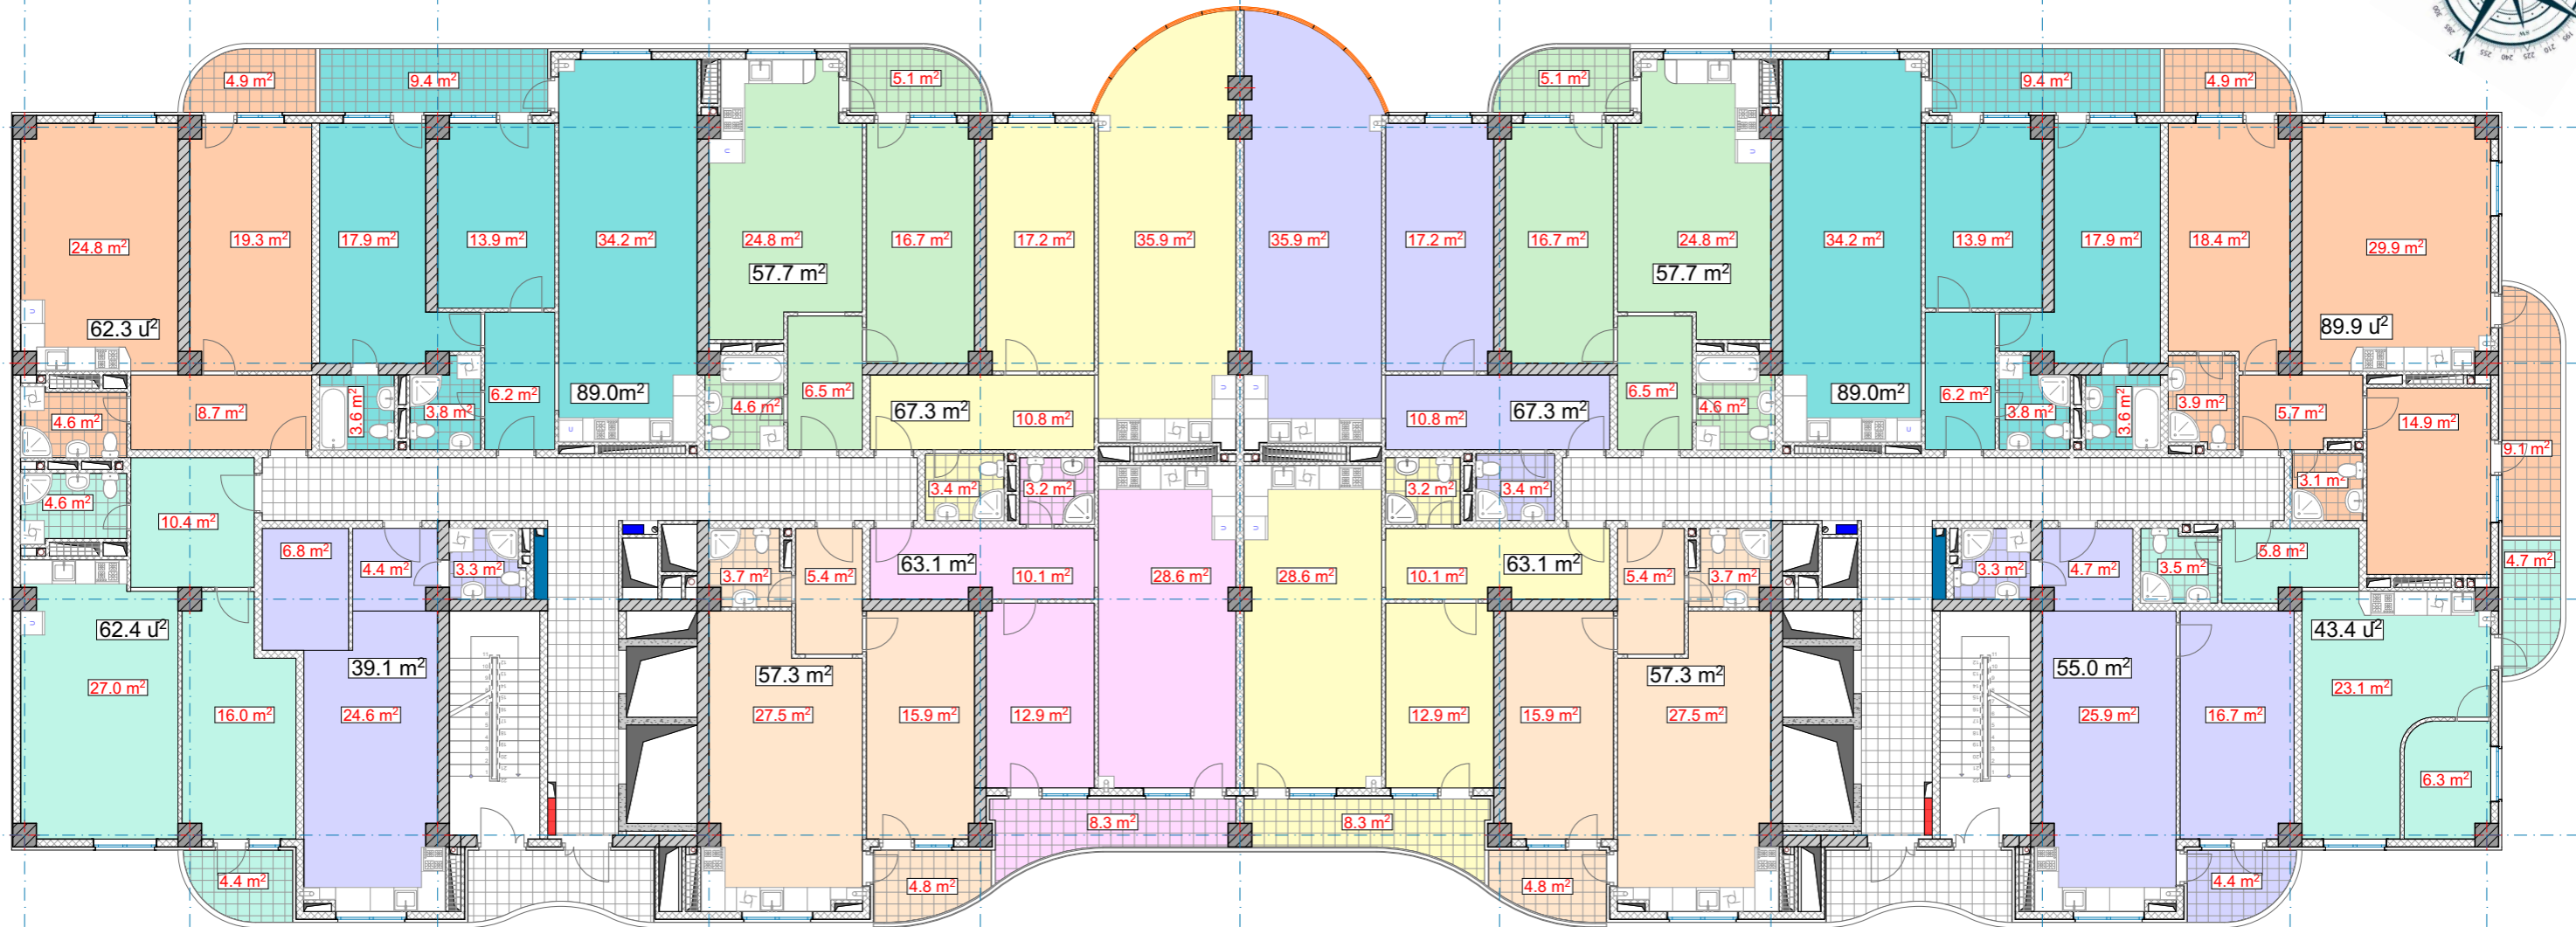 4.9 m²
9.4 m²
5.1 m²
5.1 m²
9.4 m²
4.9 m²
24.8 m²
19.3 m²
17.9 m²
13.9 m²
34.2 m²
24.8 m²
16.7 m²
17.2 m²
35.9 m²
35.9 m²
17.2 m²
16.7 m²
24.8 m²
34.2 m²
13.9 m²
17.9 m²
18.4 m²
29.9 m²
57.7 m²
57.7 m²
62.3 u²
89.9 u²
89.0m²
89.0m²
4.6 m²
8.7 m²
3.6 m²
3.8 m²
6.2 m²
4.6 m²
6.5 m²
67.3 m²
10.8 m²
10.8 m²
67.3 m²
6.5 m²
4.6 m²
6.2 m²
3.8 m²
3.6 m²
3.9 m²
5.7 m²
14.9 m²
9.1 m²
4.6 m²
10.4 m²
3.4 m²
3.2 m²
3.2 m²
3.4 m²
3.1 m²
6.8 m²
4.4 m²
3.3 m²
3.7 m²
5.4 m²
63.1 m²
10.1 m²
28.6 m²
28.6 m²
10.1 m²
63.1 m²
5.4 m²
3.7 m²
3.3 m²
4.7 m²
3.5 m²
5.8 m²
4.7 m²
62.4 u²
39.1 m²
57.3 m²
57.3 m²
55.0 m²
43.4 u²
27.0 m²
16.0 m²
24.6 m²
27.5 m²
15.9 m²
12.9 m²
12.9 m²
15.9 m²
27.5 m²
25.9 m²
16.7 m²
23.1 m²
6.3 m²
8.3 m²
8.3 m²
4.4 m²
4.8 m²
4.8 m²
4.4 m²
W